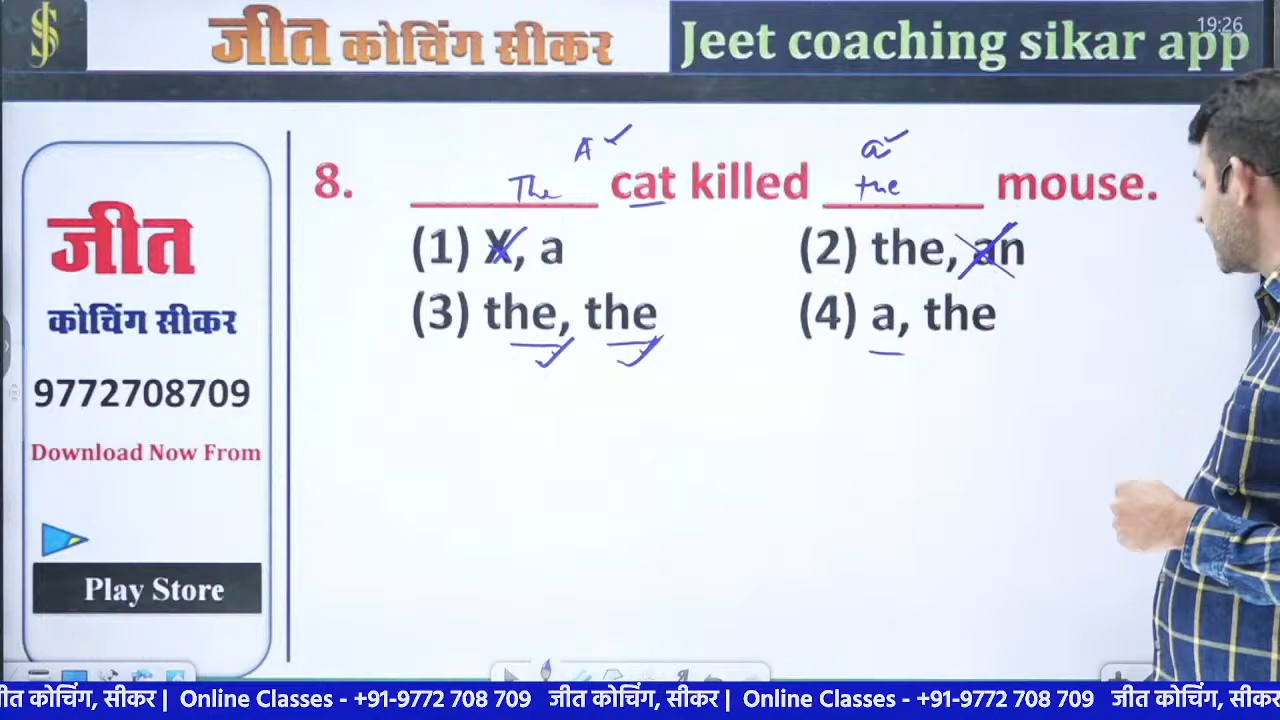 जीत कोचिंग सीकर
Jeet coaching sikar app
19:26
A a
The the
8. ________ cat killed ________ mouse.
(1) X, a (2) the, an
(3) the, the (4) a, the
जीत
कोचिंग सीकर
9772708709
Download Now From
Play Store
जीत कोचिंग, सीकर | Online Classes - +91-9772 708 709 जीत कोचिंग, सीकर | Online Classes - +91-9772 708 709 जीत कोचिंग, सीकर